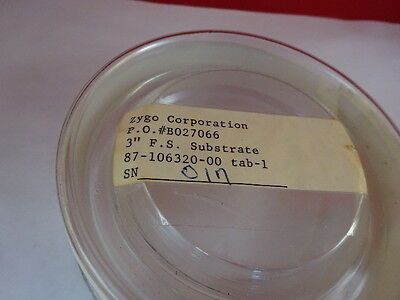 Zygo Corporation
P.O.#B027066
3" F.S. Substrate
87-106320-00 tab-1
SN 017